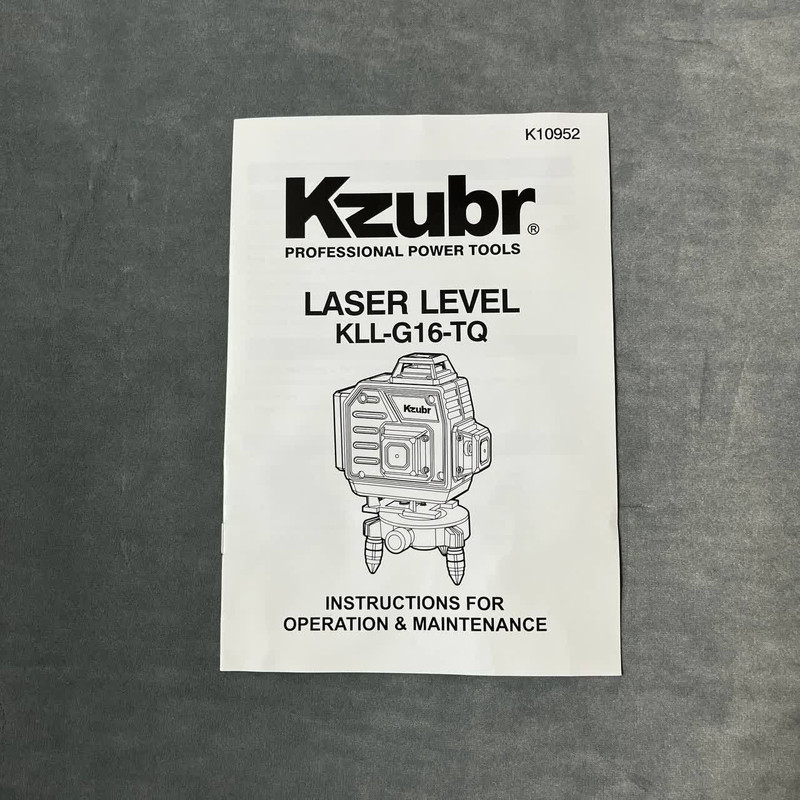 K10952
Kzubr®
PROFESSIONAL POWER TOOLS
LASER LEVEL
KLL-G16-TQ
Kzubr
INSTRUCTIONS FOR
OPERATION & MAINTENANCE